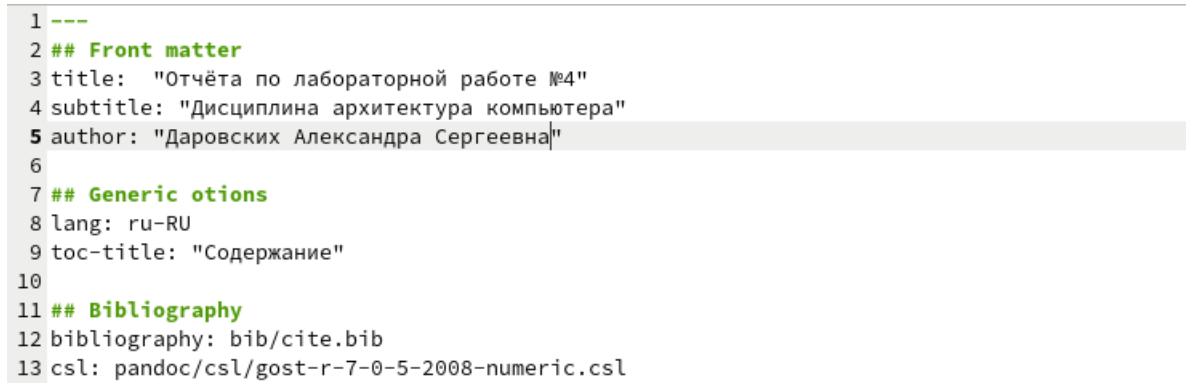 1 ---
2 ## Front matter
3 title:  "Отчёта по лабораторной работе №4"
4 subtitle: "Дисциплина архитектура компьютера"
5 author: "Даровских Александра Сергеевна"
6
7 ## Generic otions
8 lang: ru-RU
9 toc-title: "Содержание"
10
11 ## Bibliography
12 bibliography: bib/cite.bib
13 csl: pandoc/csl/gost-r-7-0-5-2008-numeric.csl